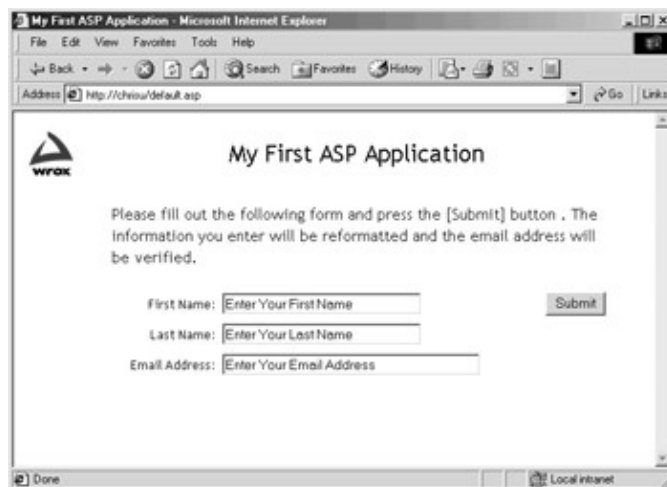 My First ASP Application - Microsoft Internet Explorer
File Edit View Favorites Tools Help
Back Search Favorites History
Address http://chrisu/default.asp Go Links
wrox
My First ASP Application
Please fill out the following form and press the [Submit] button . The
information you enter will be reformatted and the email address will
be verified.
First Name: Enter Your First Name Submit
Last Name: Enter Your Last Name
Email Address: Enter Your Email Address
Done Local intranet